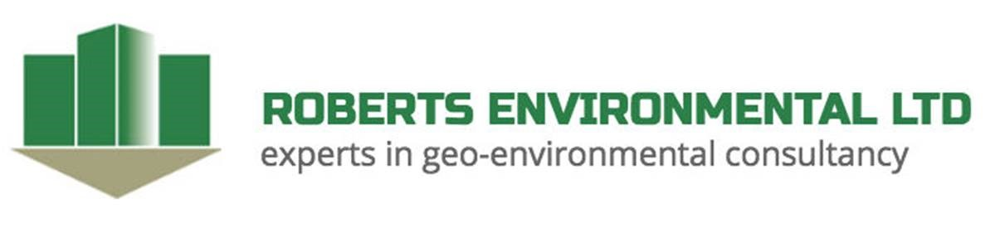 ROBERTS ENVIRONMENTAL LTD
experts in geo-environmental consultancy